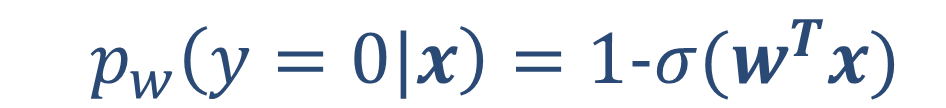 p_w(y = 0|x) = 1-σ(w^T x)